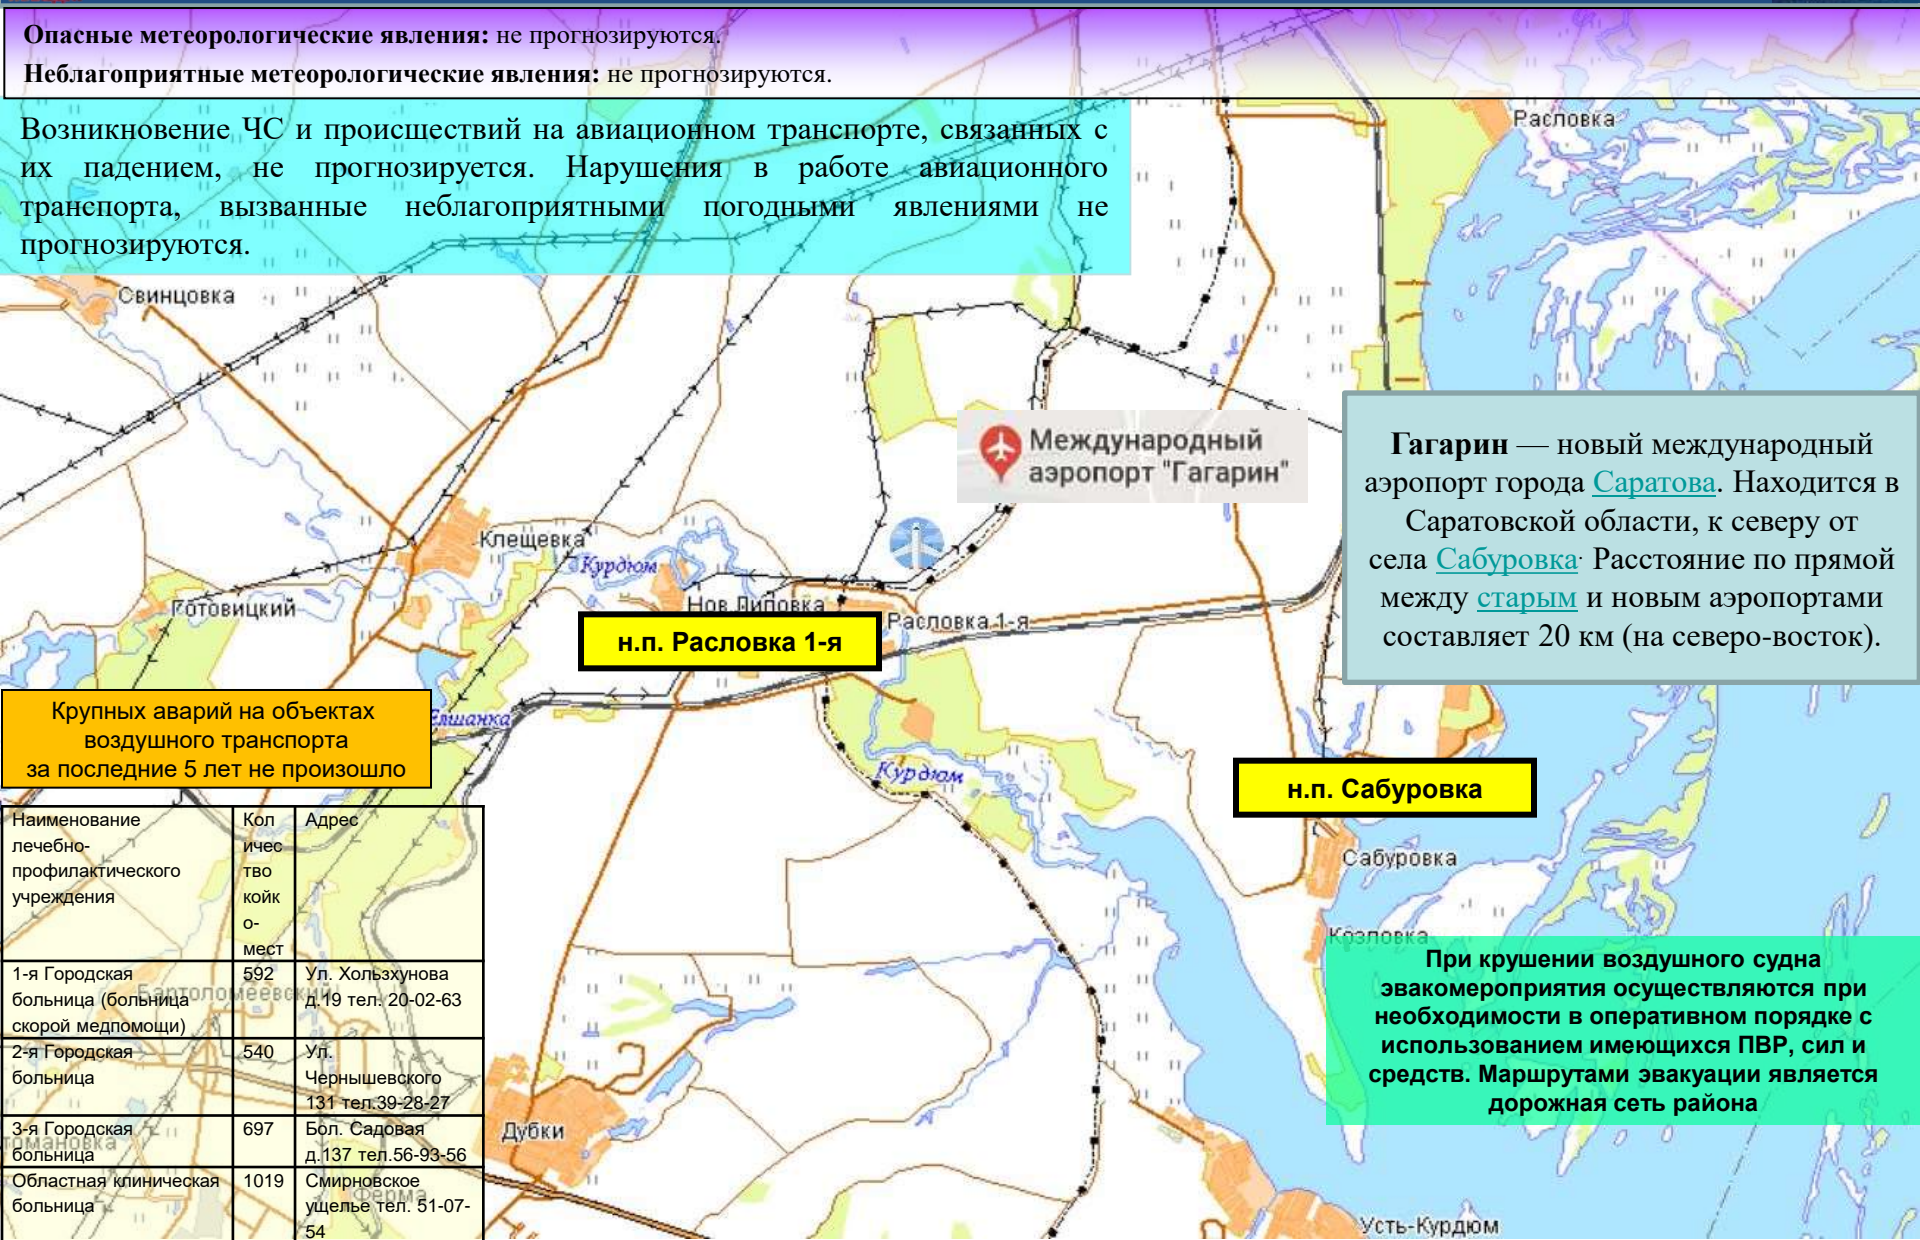 Опасные метеорологические явления: не прогнозируются.
Неблагоприятные метеорологические явления: не прогнозируются.
Возникновение ЧС и происшествий на авиационном транспорте, связанных с
их падением, не прогнозируется. Нарушения в работе авиационного
транспорта, вызванные неблагоприятными погодными явлениями не
прогнозируются.
Расловка
Свинцовка
Международный
аэропорт "Гагарин"
Гагарин — новый международный
аэропорт города Саратова. Находится в
Саратовской области, к северу от
села Сабуровка. Расстояние по прямой
между старым и новым аэропортами
составляет 20 км (на северо-восток).
Клещевка
Курдюм
Готовицкий
Нов.Липовка
Расловка 1-я
н.п. Расловка 1-я
Елшанка
Крупных аварий на объектах
воздушного транспорта
за последние 5 лет не произошло
Курдюм
н.п. Сабуровка
Сабуровка
Козловка
При крушении воздушного судна
эвакомероприятия осуществляются при
необходимости в оперативном порядке с
использованием имеющихся ПВР, сил и
средств. Маршрутами эвакуации является
дорожная сеть района
Наименование
лечебно-
профилактического
учреждения
Кол
ичес
тво
койк
о-
мест
Адрес
1-я Городская
больница (больница
скорой медпомощи)
592
Ул. Хользхунова
д.19 тел. 20-02-63
Бартоломеевский
2-я Городская
больница
540
Ул.
Чернышевского
131 тел.39-28-27
3-я Городская
больница
697
Бол. Садовая
д.137 тел.56-93-56
Областная клиническая
больница
1019
Смирновское
ущелье тел. 51-07-
54
Ферма
Дубки
Усть-Курдюм